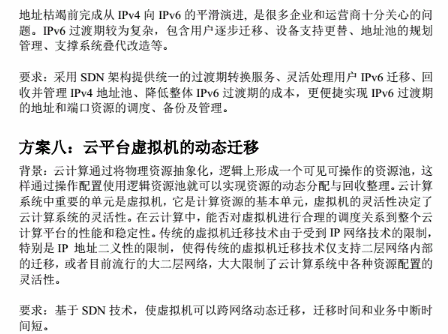 地址枯竭前完成从 IPv4 向 IPv6 的平滑演进, 是很多企业和运营商十分关心的问
题。IPv6 过渡期较为复杂，包含用户逐步迁移、设备支持更替、地址池的规划
管理、支撑系统叠代改造等。
要求：采用 SDN 架构提供统一的过渡期转换服务、灵活处理用户 IPv6 迁移、回
收并管理 IPv4 地址池、降低整体 IPv6 过渡期的成本，更便捷实现 IPv6 过渡期
的地址和端口资源的调度、备份及管理。
方案八：云平台虚拟机的动态迁移
背景：云计算通过将物理资源抽象化，逻辑上形成一个可见可操作的资源池，这
样通过操作配置使用逻辑资源池就可以实现资源的动态分配与回收整理。云计算
系统中重要的单元是虚拟机，它是计算资源的基本单元，虚拟机的灵活性决定了
云计算系统的灵活性。在云计算中，能否对虚拟机进行合理的调度关系到整个云
计算平台的性能和稳定性。传统的虚拟机迁移技术由于受到 IP 网络技术的限制，
特别是 IP 地址二义性的限制，使得传统的虚拟机迁移技术仅支持二层网络内部
的迁移，或者目前流行的大二层网络，大大限制了云计算系统中各种资源配置的
灵活性。
要求：基于 SDN 技术，使虚拟机可以跨网络动态迁移，迁移时间和业务中断时
间短。